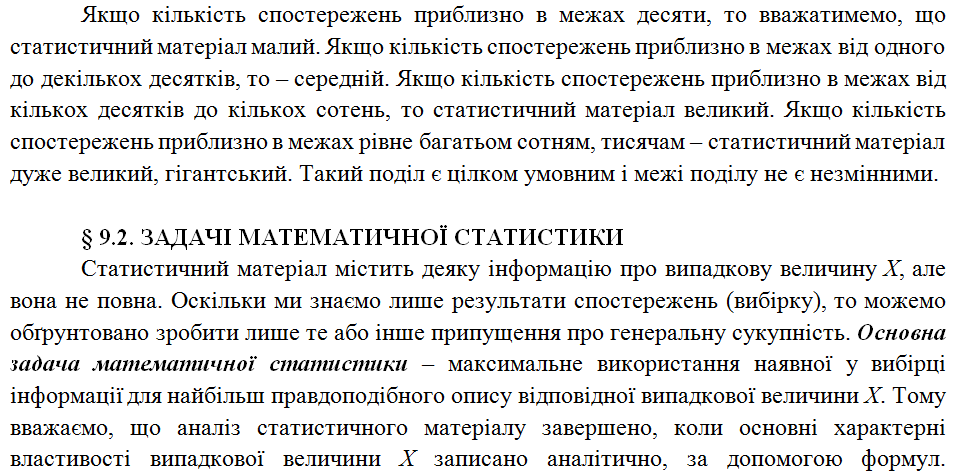 Якщо кількість спостережень приблизно в межах десяти, то вважатимемо, що
статистичний матеріал малий. Якщо кількість спостережень приблизно в межах від одного
до декількох десятків, то – середній. Якщо кількість спостережень приблизно в межах від
кількох десятків до кількох сотень, то статистичний матеріал великий. Якщо кількість
спостережень приблизно в межах рівне багатьом сотням, тисячам – статистичний матеріал
дуже великий, гігантський. Такий поділ є цілком умовним і межі поділу не є незмінними.
§ 9.2. ЗАДАЧІ МАТЕМАТИЧНОЇ СТАТИСТИКИ
Статистичний матеріал містить деяку інформацію про випадкову величину X, але
вона не повна. Оскільки ми знаємо лише результати спостережень (вибірку), то можемо
обґрунтовано зробити лише те або інше припущення про генеральну сукупність. Основна
задача математичної статистики – максимальне використання наявної у вибірці
інформації для найбільш правдоподібного опису відповідної випадкової величини X. Тому
вважаємо, що аналіз статистичного матеріалу завершено, коли основні характерні
властивості випадкової величини X записано аналітично, за допомогою формул.